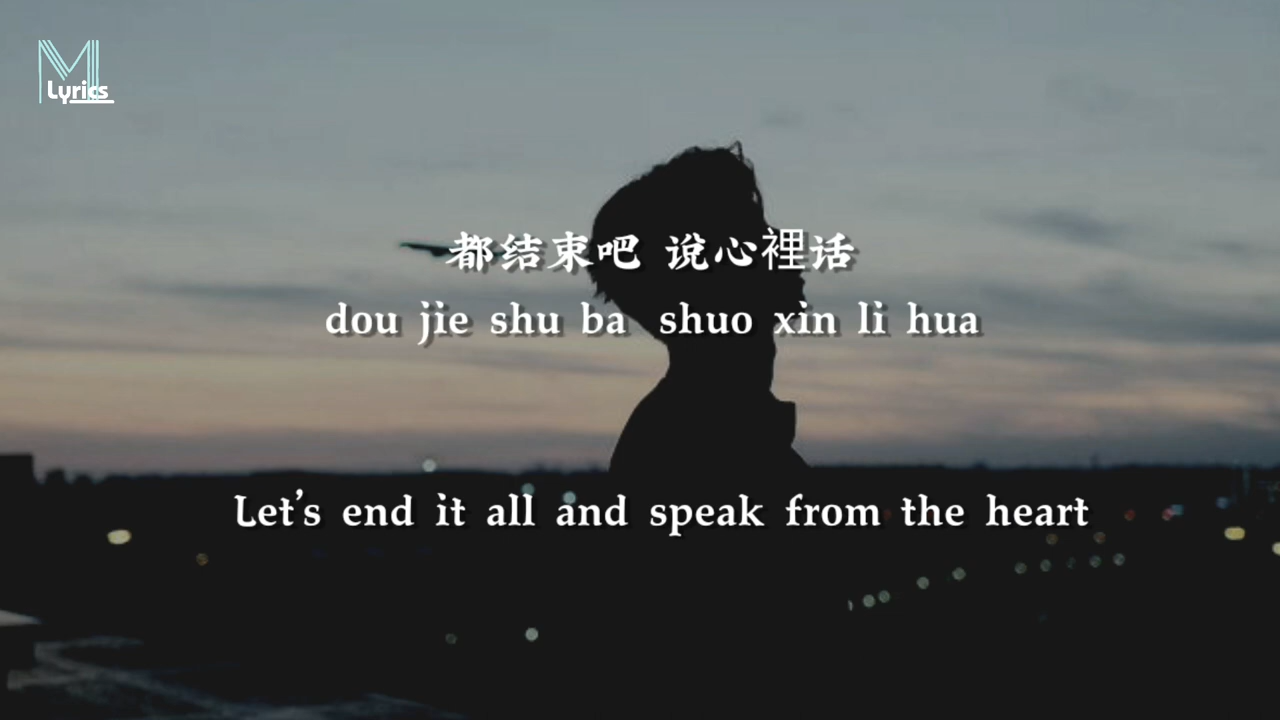 M
Lyrics
都结束吧 说心裡话
dou jie shu ba shuo xin li hua
Let's end it all and speak from the heart